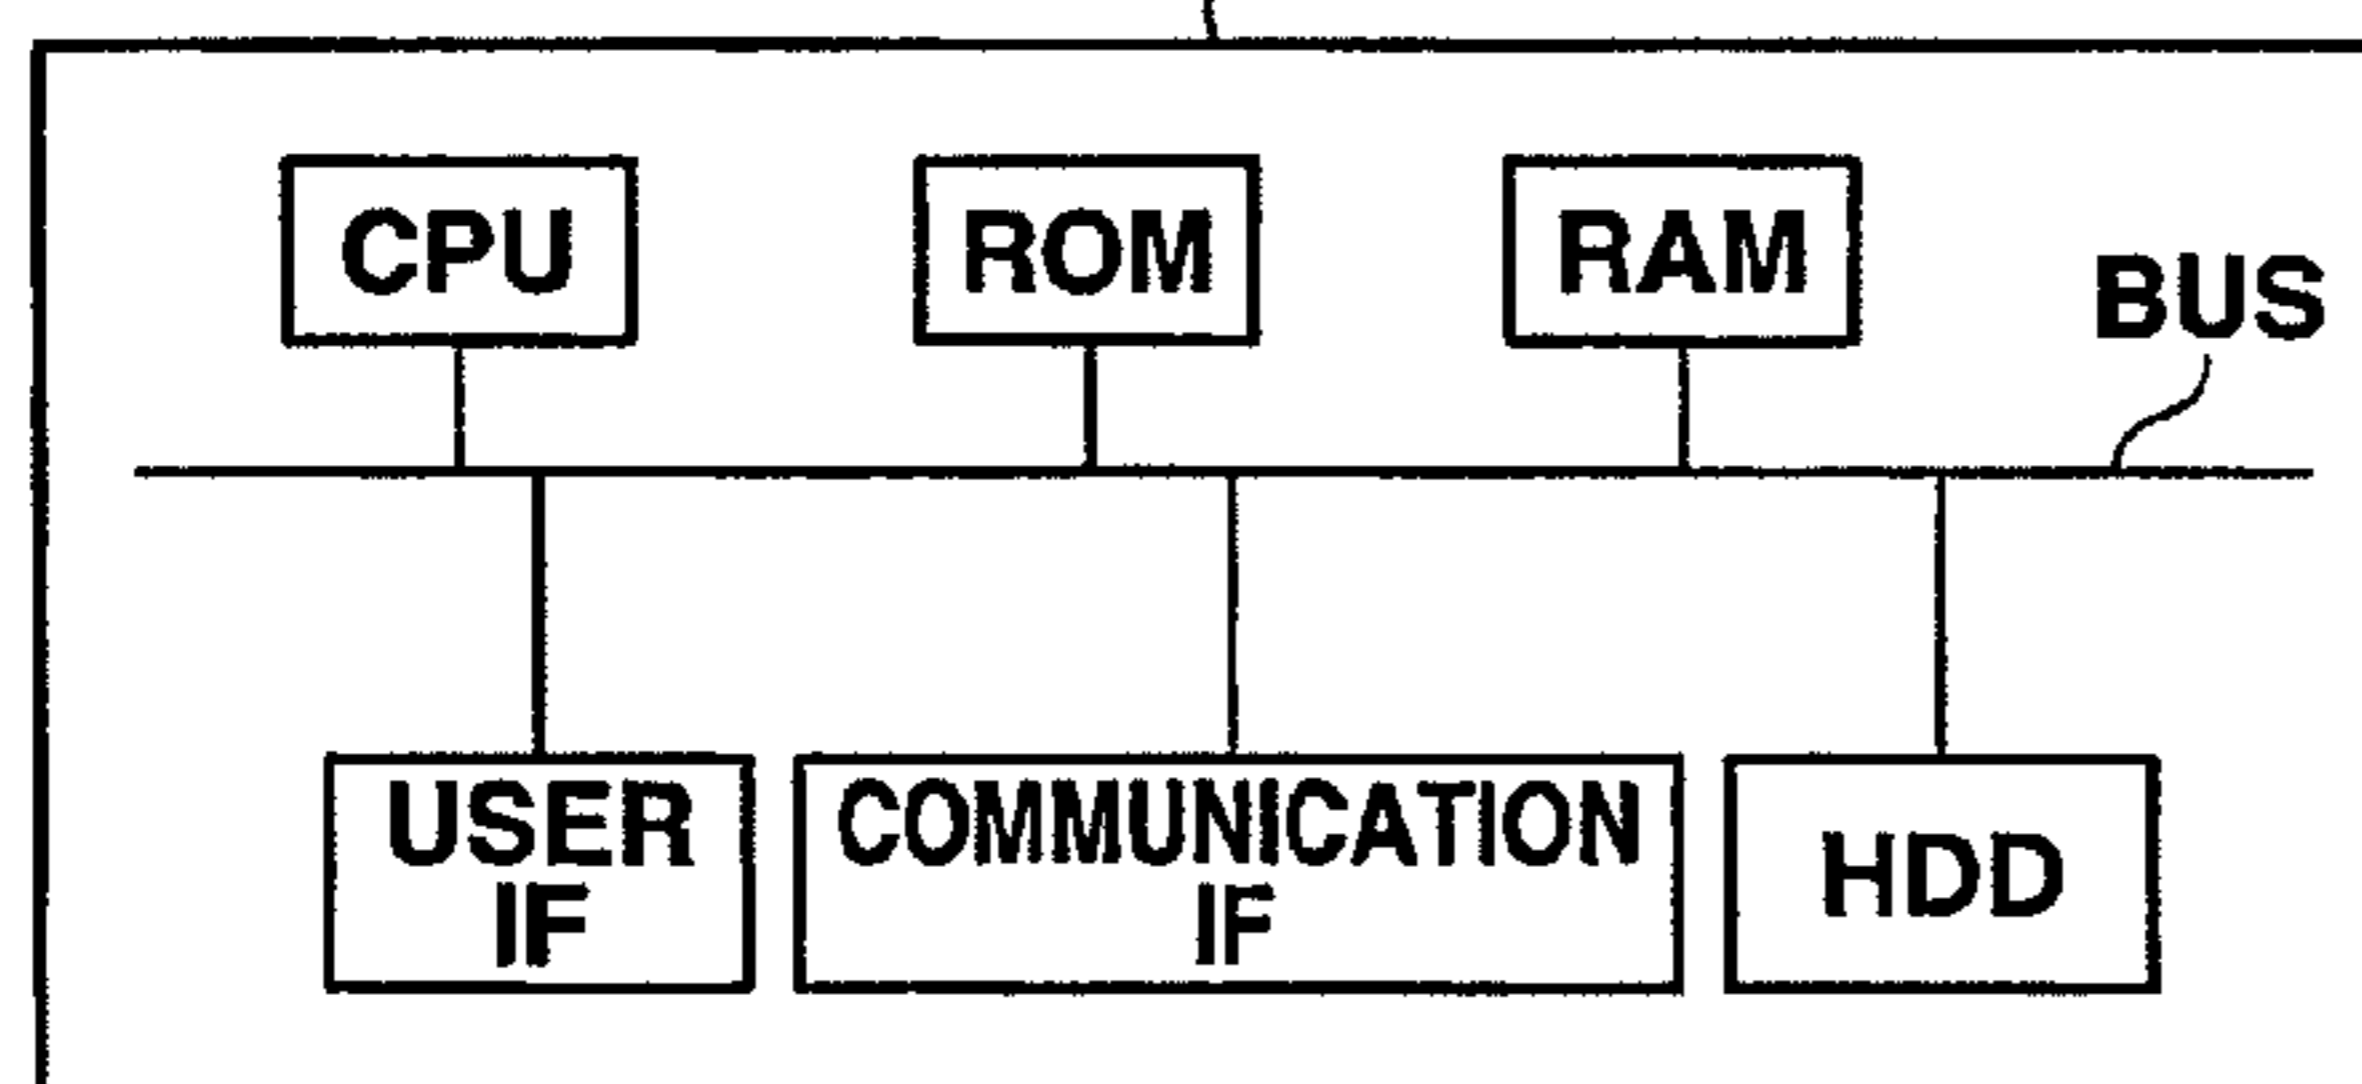 CPU
ROM
RAM
BUS
USER
IF
COMMUNICATION
IF
HDD